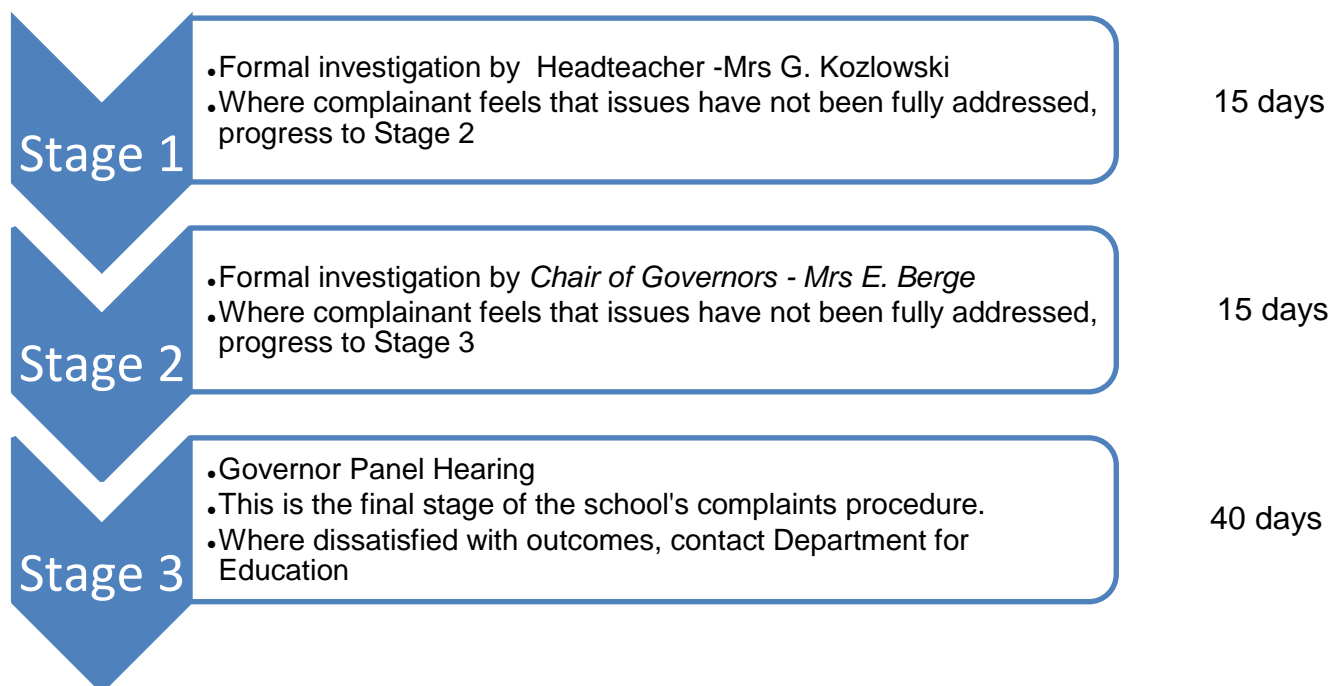 Stage 1
•Formal investigation by  Headteacher -Mrs G. Kozlowski
•Where complainant feels that issues have not been fully addressed,
progress to Stage 2
15 days
Stage 2
•Formal investigation by Chair of Governors - Mrs E. Berge
•Where complainant feels that issues have not been fully addressed,
progress to Stage 3
15 days
Stage 3
•Governor Panel Hearing
•This is the final stage of the school's complaints procedure.
•Where dissatisfied with outcomes, contact Department for
Education
40 days